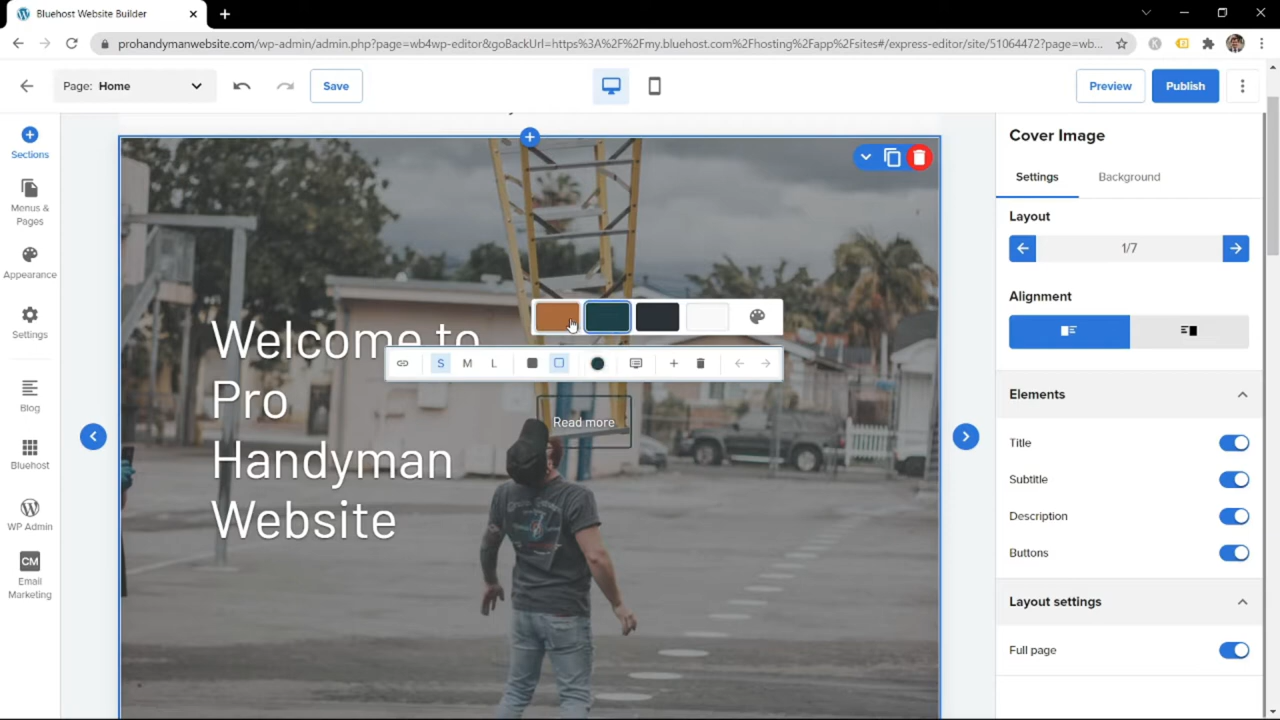 Bluehost Website Builder
prohandymanwebsite.com/wp-admin/admin.php?page=wb4wp-editor&goBackUrl=https%3A%2F%2Fmy.bluehost.com%2Fhosting%2Fapp%2Fsites#/express-editor/site/51064472?page=wb...
Page: Home
Save
Preview
Publish
Sections
Menus &
Pages
Appearance
Settings
Blog
Bluehost
WP Admin
CM
Email
Marketing
Welcome to
Pro
Handyman
Website
S M L
Read more
Cover Image
Settings
Background
Layout
1/7
Alignment
Elements
Title
Subtitle
Description
Buttons
Layout settings
Full page